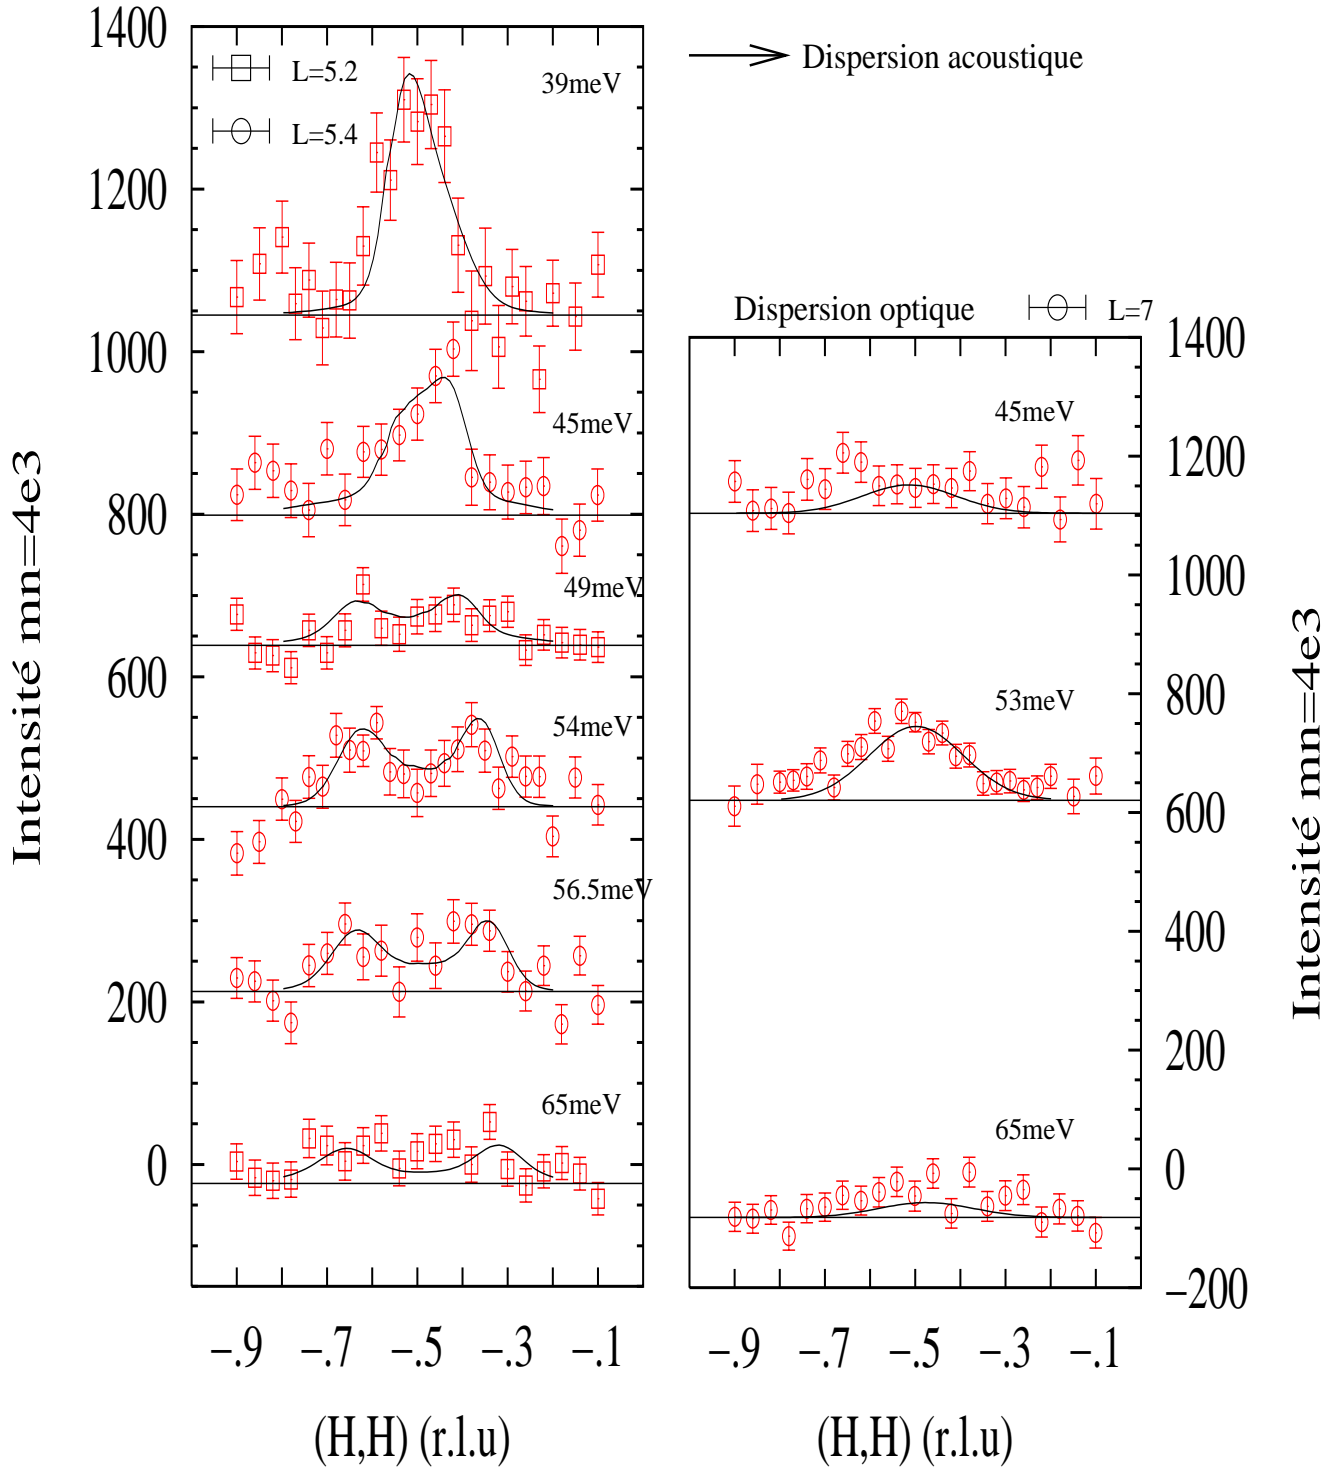 1400
1200
1000
800
600
400
200
0
Intensité mn=4e3
L=5.2
L=5.4
39meV
45meV
49meV
54meV
56.5meV
65meV
−.9 −.7 −.5 −.3 −.1
(H,H) (r.l.u)
Dispersion acoustique
Dispersion optique L=7
45meV
53meV
65meV
1400
1200
1000
800
600
400
200
0
−200
Intensité mn=4e3
−.9 −.7 −.5 −.3 −.1
(H,H) (r.l.u)